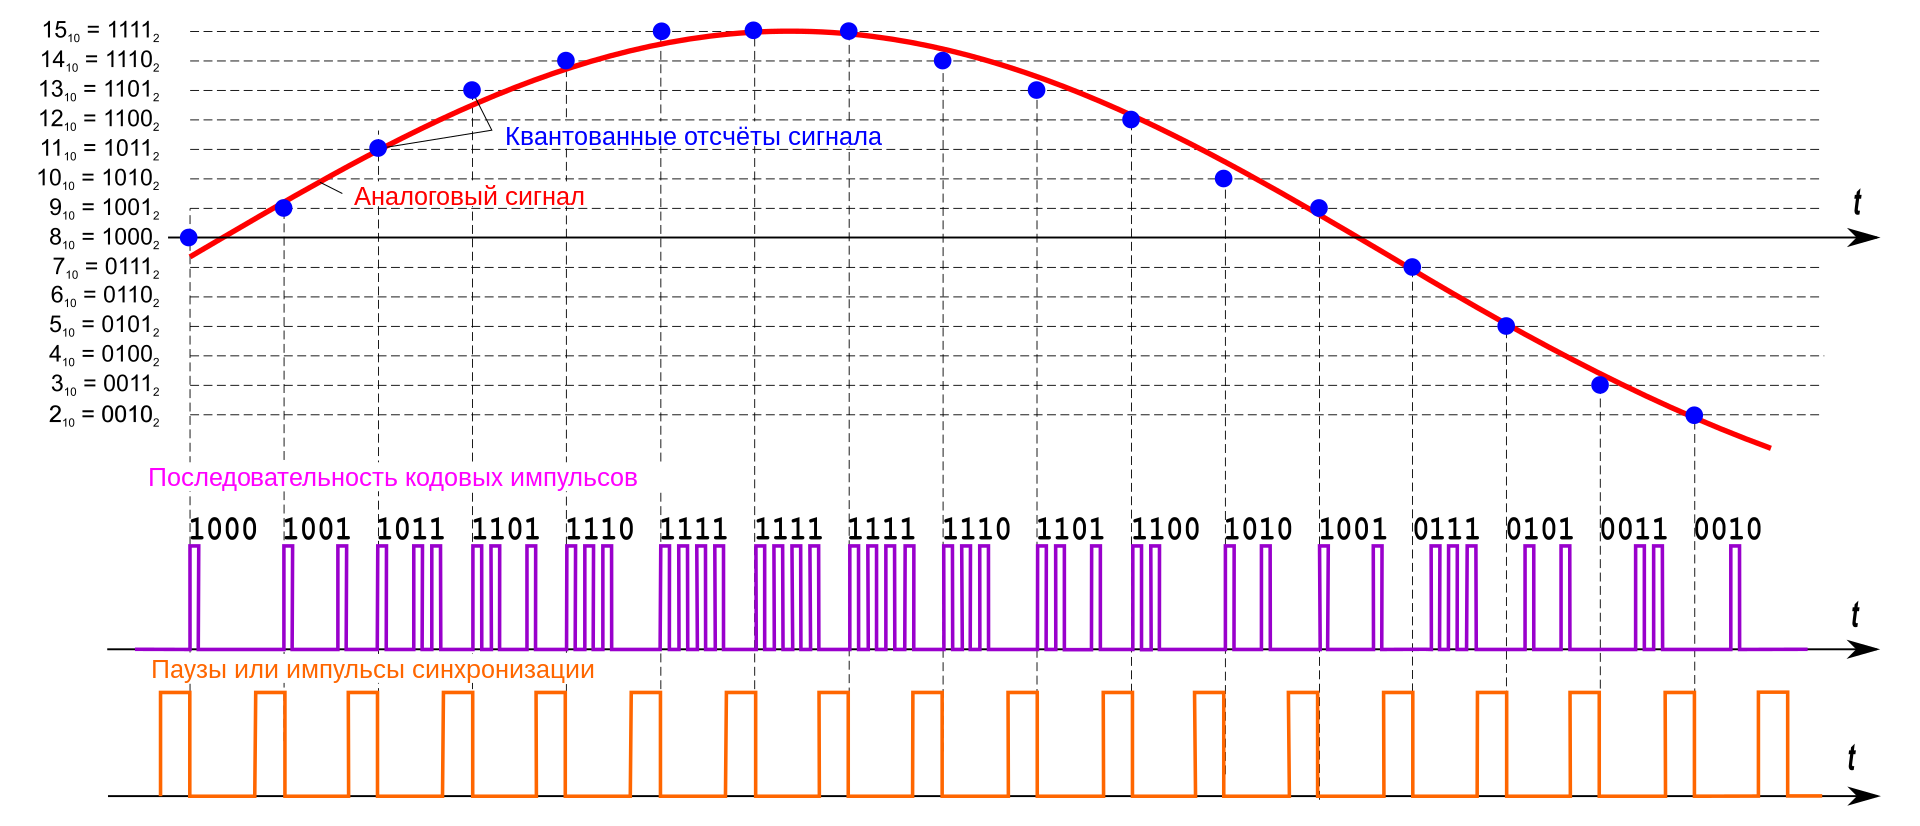 15₁₀ = 1111₂
14₁₀ = 1110₂
13₁₀ = 1101₂
12₁₀ = 1100₂
11₁₀ = 1011₂
10₁₀ = 1010₂
9₁₀ = 1001₂
8₁₀ = 1000₂
7₁₀ = 0111₂
6₁₀ = 0110₂
5₁₀ = 0101₂
4₁₀ = 0100₂
3₁₀ = 0011₂
2₁₀ = 0010₂
Квантованные отсчёты сигнала
Аналоговый сигнал
t
Последовательность кодовых импульсов
1000 1001 1011 1101 1110 1111 1111 1111 1110 1101 1100 1010 1001 0111 0101 0011 0010
t
Паузы или импульсы синхронизации
t